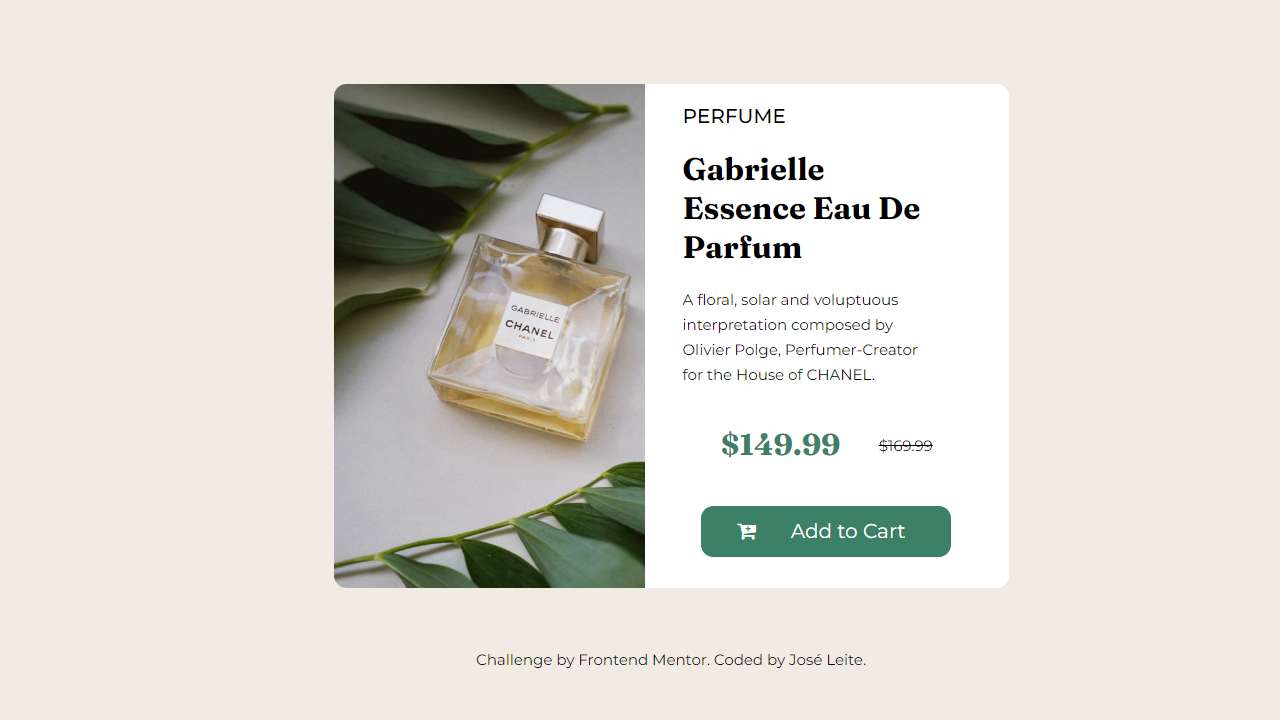 PERFUME
Gabrielle
Essence Eau De
Parfum
A floral, solar and voluptuous
interpretation composed by
Olivier Polge, Perfumer-Creator
for the House of CHANEL.
$149.99 $169.99
Add to Cart
GABRIELLE
CHANEL
PARIS
Challenge by Frontend Mentor. Coded by José Leite.